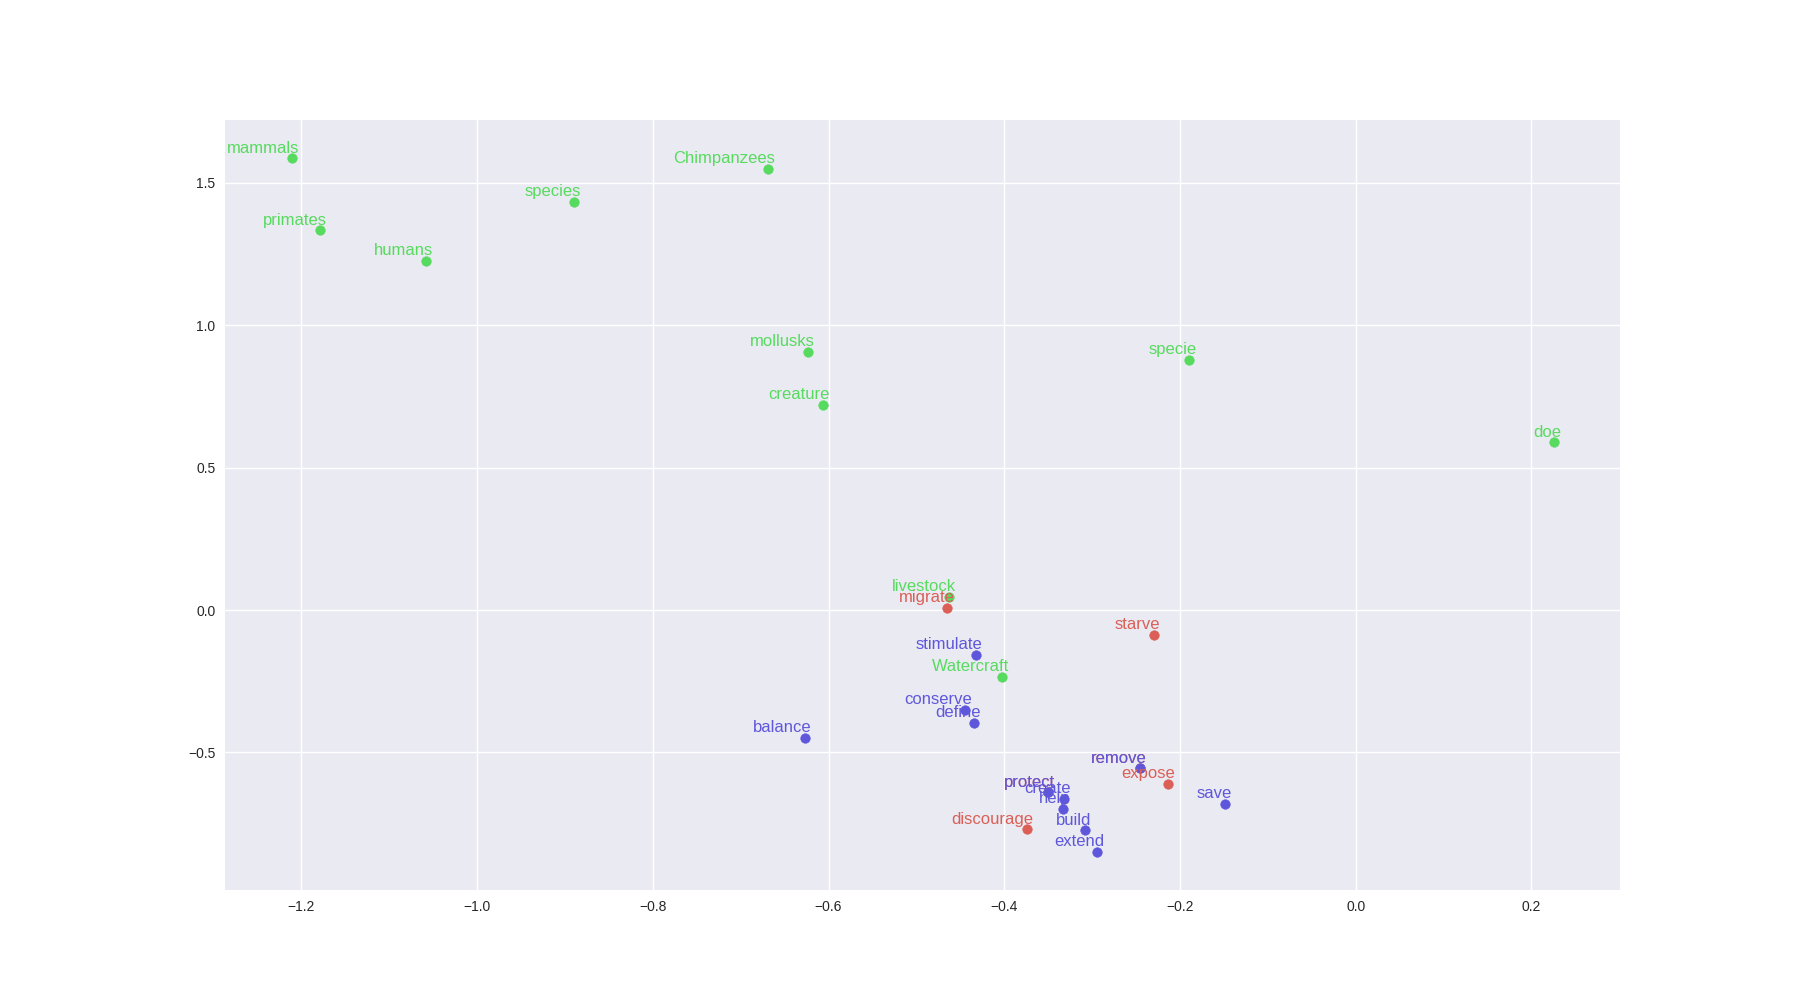 mammals
Chimpanzees
species
primates
humans
mollusks
specie
creature
doe
livestock
migrate
starve
stimulate
Watercraft
conserve
define
balance
remove
expose
protect
create
help
save
discourage
build
extend
1.5
1.0
0.5
0.0
−0.5
−1.2 −1.0 −0.8 −0.6 −0.4 −0.2 0.0 0.2